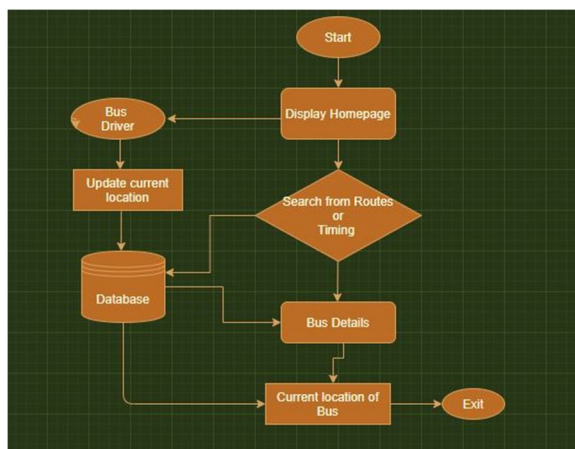 Start
Display Homepage
Bus
Driver
Update current
location
Search from Routes
or
Timing
Database
Bus Details
Current location of
Bus
Exit